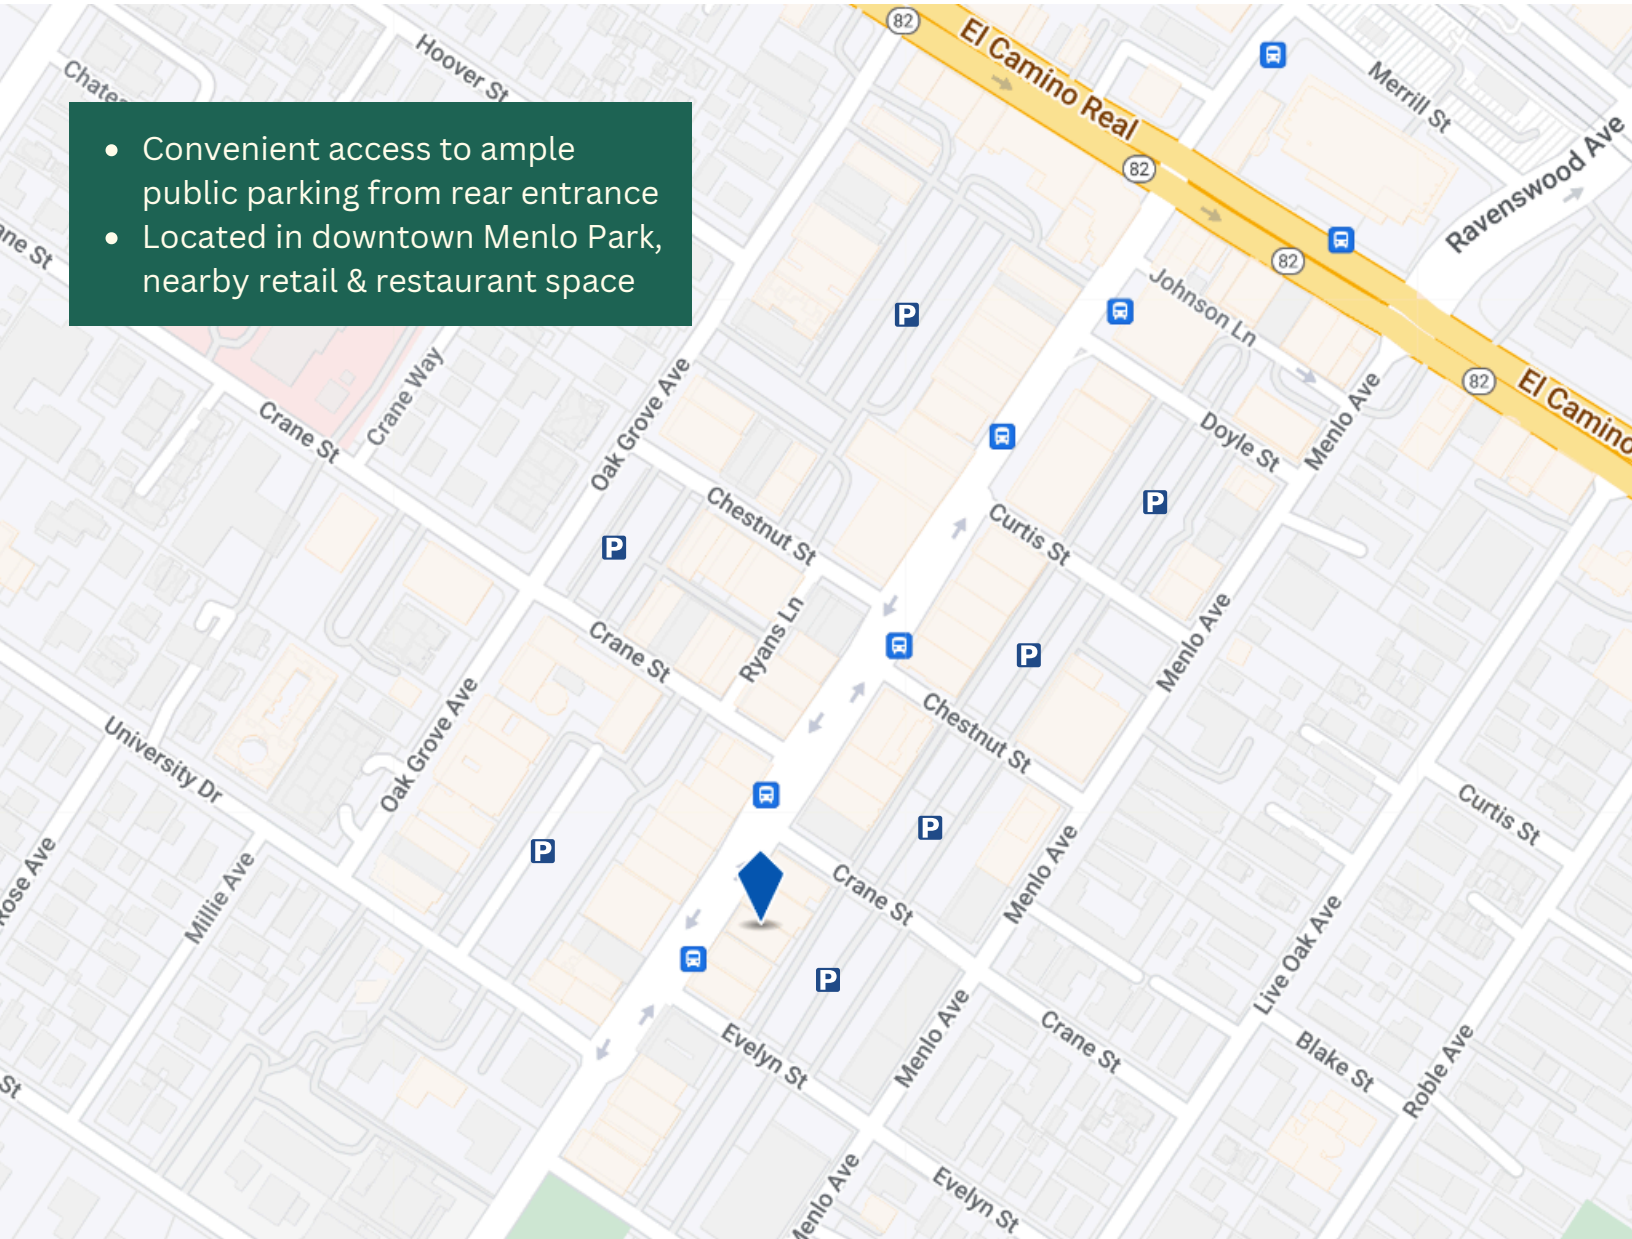 82
El Camino Real
Hoover St
Merrill St
• Convenient access to ample
public parking from rear entrance
• Located in downtown Menlo Park,
nearby retail & restaurant space
Ravenswood Ave
82
82
Johnson Ln
P
Crane Way
Oak Grove Ave
Crane St
82
El Camino
Menlo Ave
Doyle St
P
Chestnut St
Curtis St
P
Ryans Ln
Crane St
P
Menlo Ave
Oak Grove Ave
Chestnut St
University Dr
Curtis St
P
P
Menlo Ave
Rose Ave
Millie Ave
Crane St
Live Oak Ave
P
Menlo Ave
Evelyn St
Crane St
Blake St
Roble Ave
St
Menlo Ave
Evelyn St